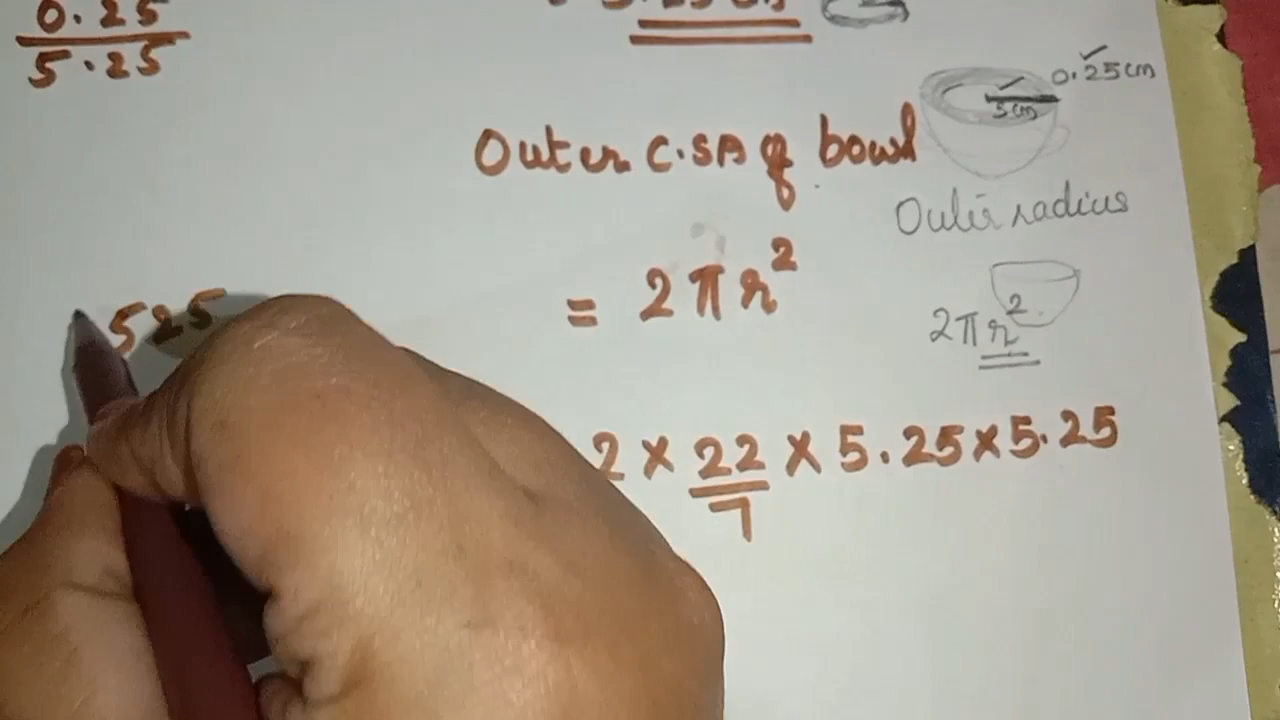 0.25
5.25
0.25cm
5cm
Outer C.SA of bowl
Outer radius
= 2πr²
2πr²
525
2 × 22/7 × 5.25 × 5.25